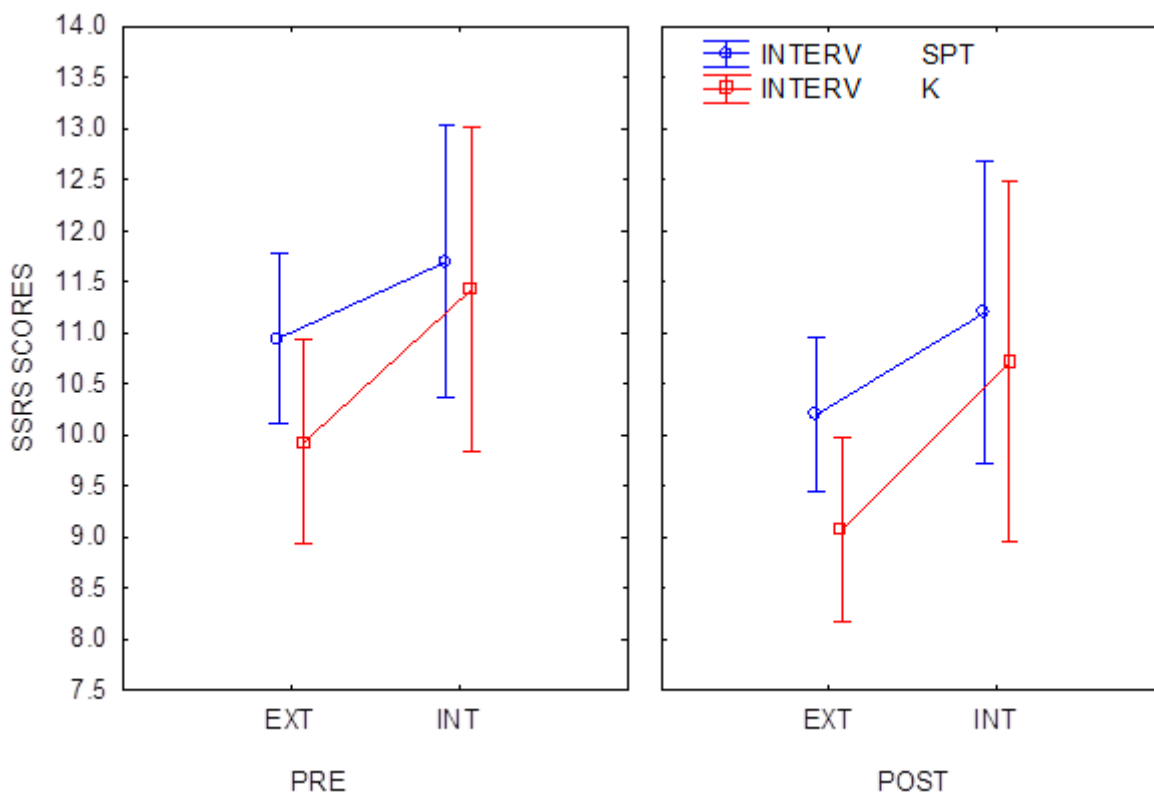 14.0
13.5
13.0
12.5
12.0
11.5
11.0
10.5
10.0
9.5
9.0
8.5
8.0
7.5
SSRS SCORES
INTERV SPT
INTERV K
EXT INT EXT INT
PRE POST